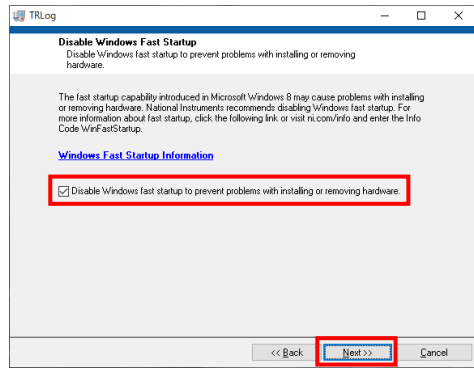 TRLog
Disable Windows Fast Startup
Disable Windows fast startup to prevent problems with installing or removing
hardware.
The fast startup capability introduced in Microsoft Windows 8 may cause problems with installing
or removing hardware. National Instruments recommends disabling Windows fast startup. For
more information about fast startup, click the following link or visit ni.com/info and enter the Info
Code WinFastStartup.
Windows Fast Startup Information
Disable Windows fast startup to prevent problems with installing or removing hardware.
<< Back Next >> Cancel